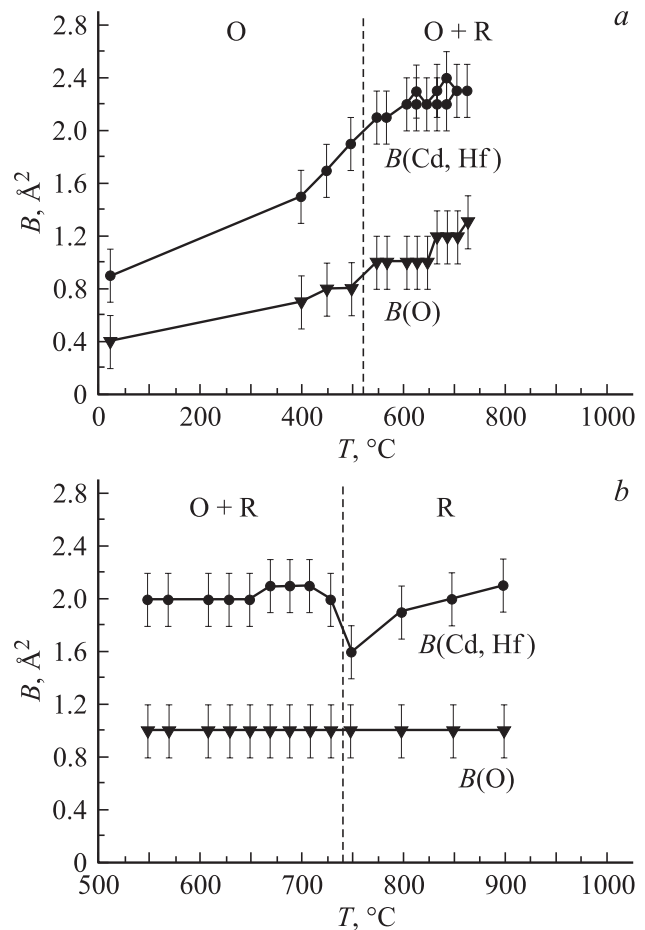 a
2.8
O
O + R
2.4
2.0
B(Cd, Hf)
1.6
B, Å²
1.2
0.8
B(O)
0.4
0
0
200
400
600
800
1000
T, °C
b
2.8
O + R
R
2.4
2.0
B(Cd, Hf)
1.6
B, Å²
1.2
0.8
B(O)
0.4
0
500
600
700
800
900
1000
T, °C